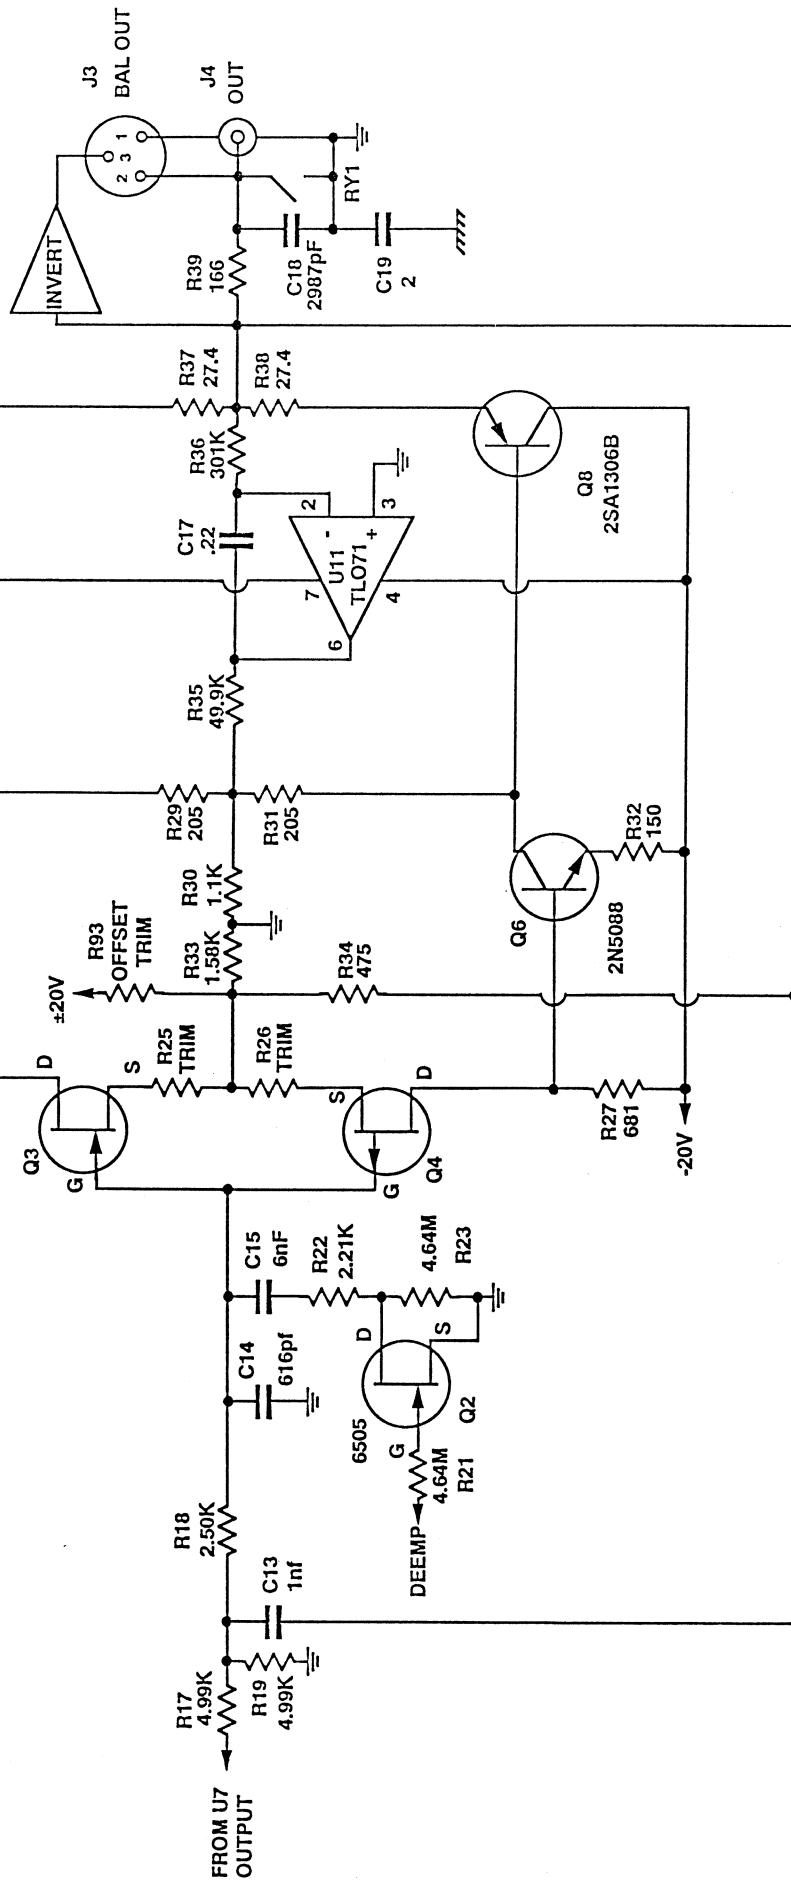 FROM U7
OUTPUT
R17
4.99K
R19
4.99K
C13
1nf
R18
2.50K
DEEMP
4.64M
R21
G
6505
Q2
D
S
C14
616pf
C15
6nF
R22
2.21K
4.64M
R23
Q3
G
D
S
R25
TRIM
R26
TRIM
S
D
G
Q4
±20V
R93
OFFSET
TRIM
R33
1.58K
R34
475
R27
681
-20V
R30
1.1K
R29
205
R31
205
Q6
2N5088
R32
150
R35
49.9K
C17
.22
6
7
4
U11
TLO71
-
+
2
3
R36
301K
R37
27.4
R38
27.4
Q8
2SA1306B
INVERT
R39
166
C18
2987pF
C19
2
RY1
J3
BAL OUT
2
3
1
J4
OUT